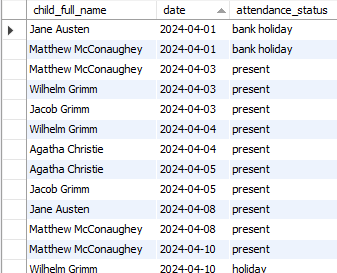 child_full_name date attendance_status
Jane Austen 2024-04-01 bank holiday
Matthew McConaughey 2024-04-01 bank holiday
Matthew McConaughey 2024-04-03 present
Wilhelm Grimm 2024-04-03 present
Jacob Grimm 2024-04-03 present
Wilhelm Grimm 2024-04-04 present
Agatha Christie 2024-04-04 present
Agatha Christie 2024-04-05 present
Jacob Grimm 2024-04-05 present
Jane Austen 2024-04-08 present
Matthew McConaughey 2024-04-08 present
Matthew McConaughey 2024-04-10 present
Wilhelm Grimm 2024-04-10 holiday